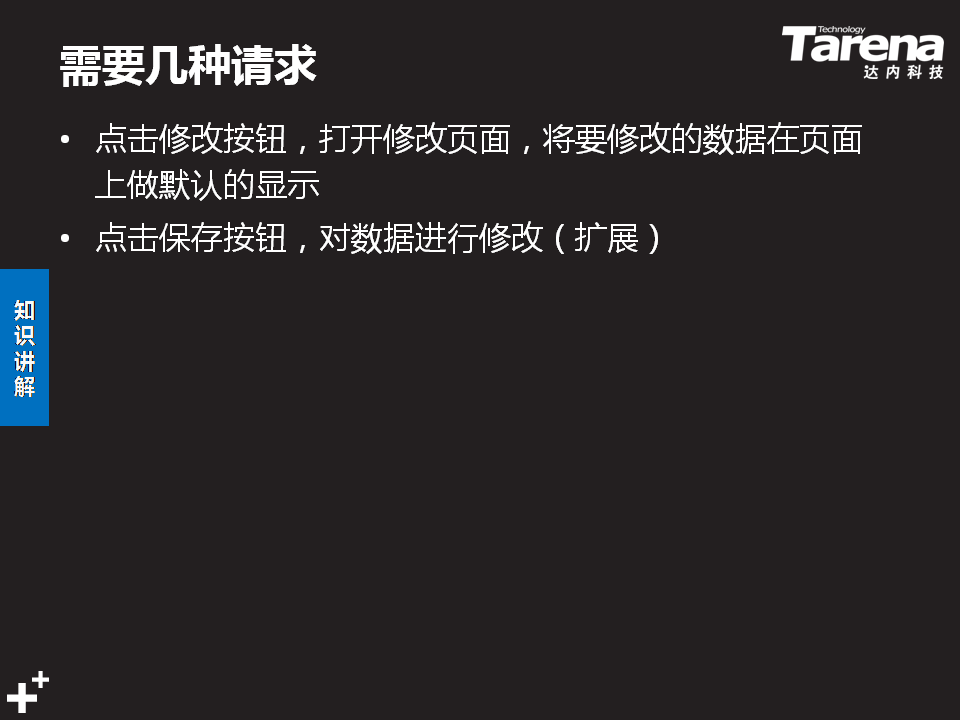 需要几种请求
Technology
Tarena
达内科技
• 点击修改按钮，打开修改页面，将要修改的数据在页面
上做默认的显示
• 点击保存按钮，对数据进行修改（扩展）
知
识
讲
解